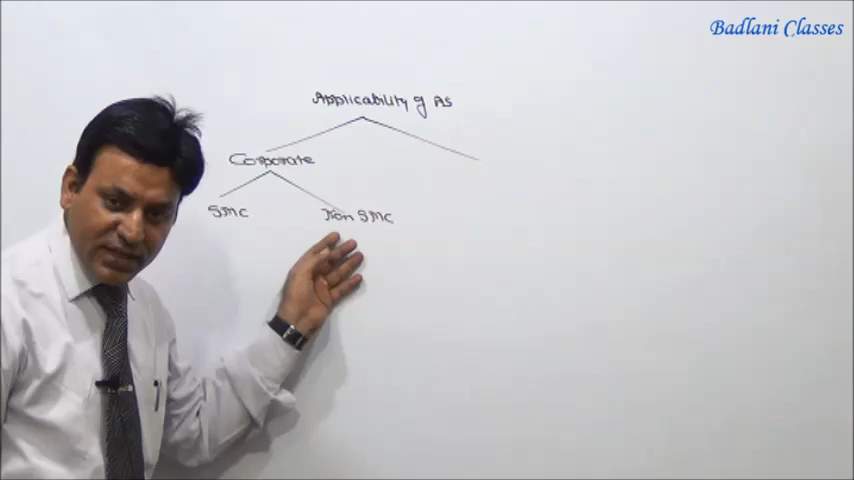 Badlani Classes
Applicability of AS
Corporate
SMC
Non SMC